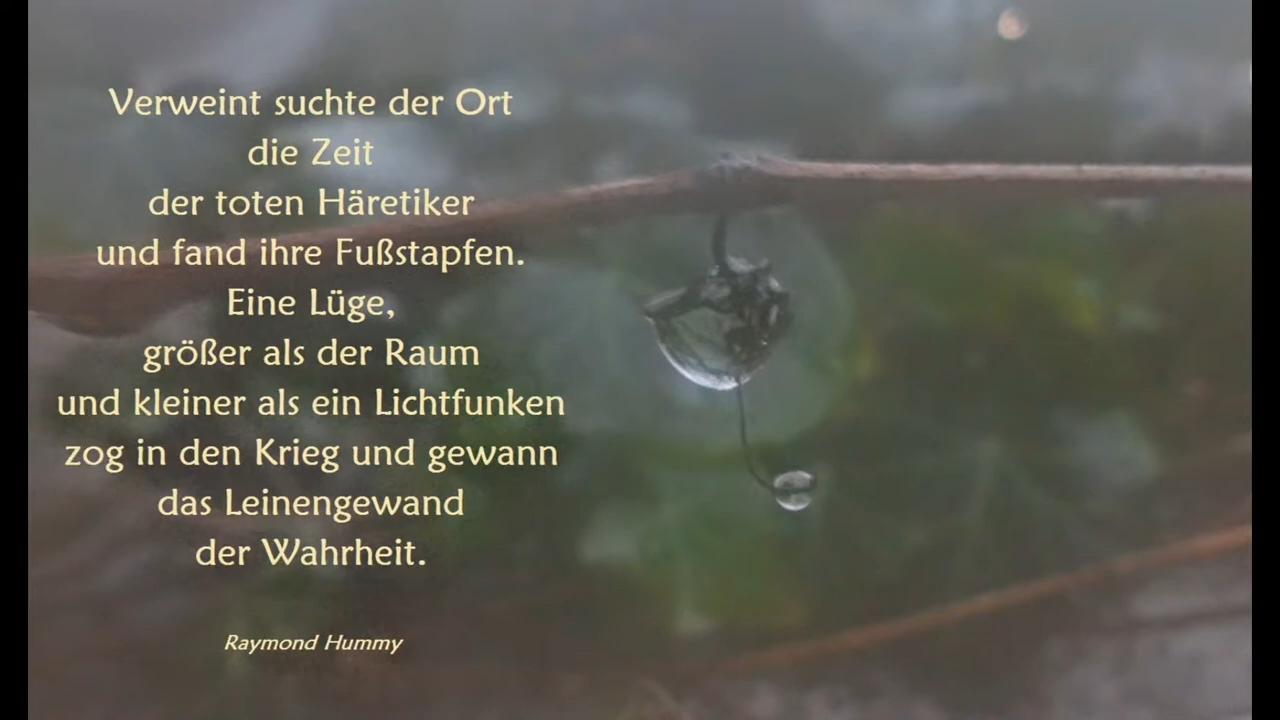 Verweint suchte der Ort
die Zeit
der toten Häretiker
und fand ihre Fußstapfen.
Eine Lüge,
größer als der Raum
und kleiner als ein Lichtfunken
zog in den Krieg und gewann
das Leinengewand
der Wahrheit.
Raymond Hummy